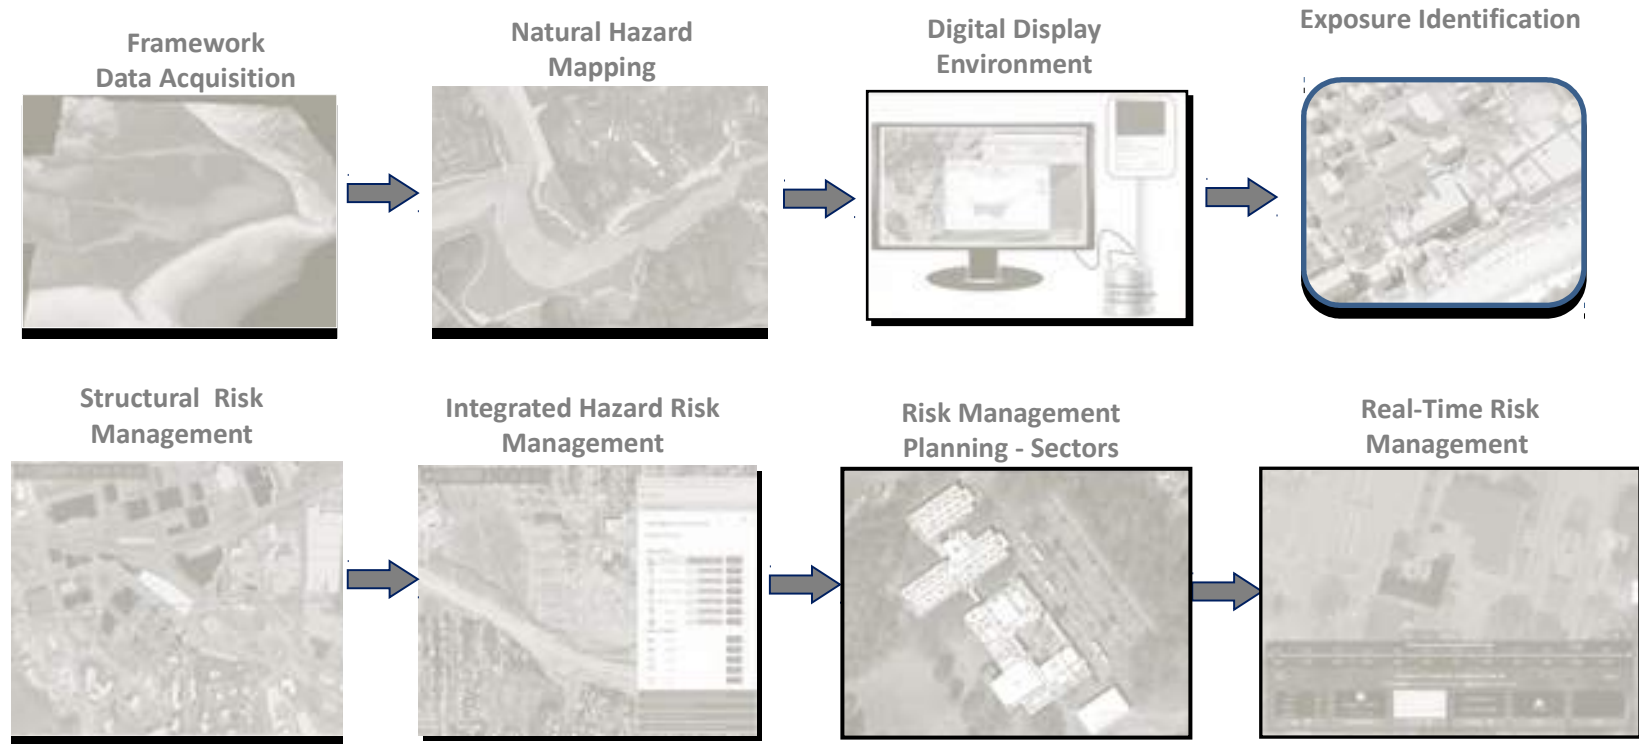 Framework
Data Acquisition
Natural Hazard
Mapping
Digital Display
Environment
Exposure Identification
Structural  Risk
Management
Integrated Hazard Risk
Management
Risk Management
Planning - Sectors
Real-Time Risk
Management